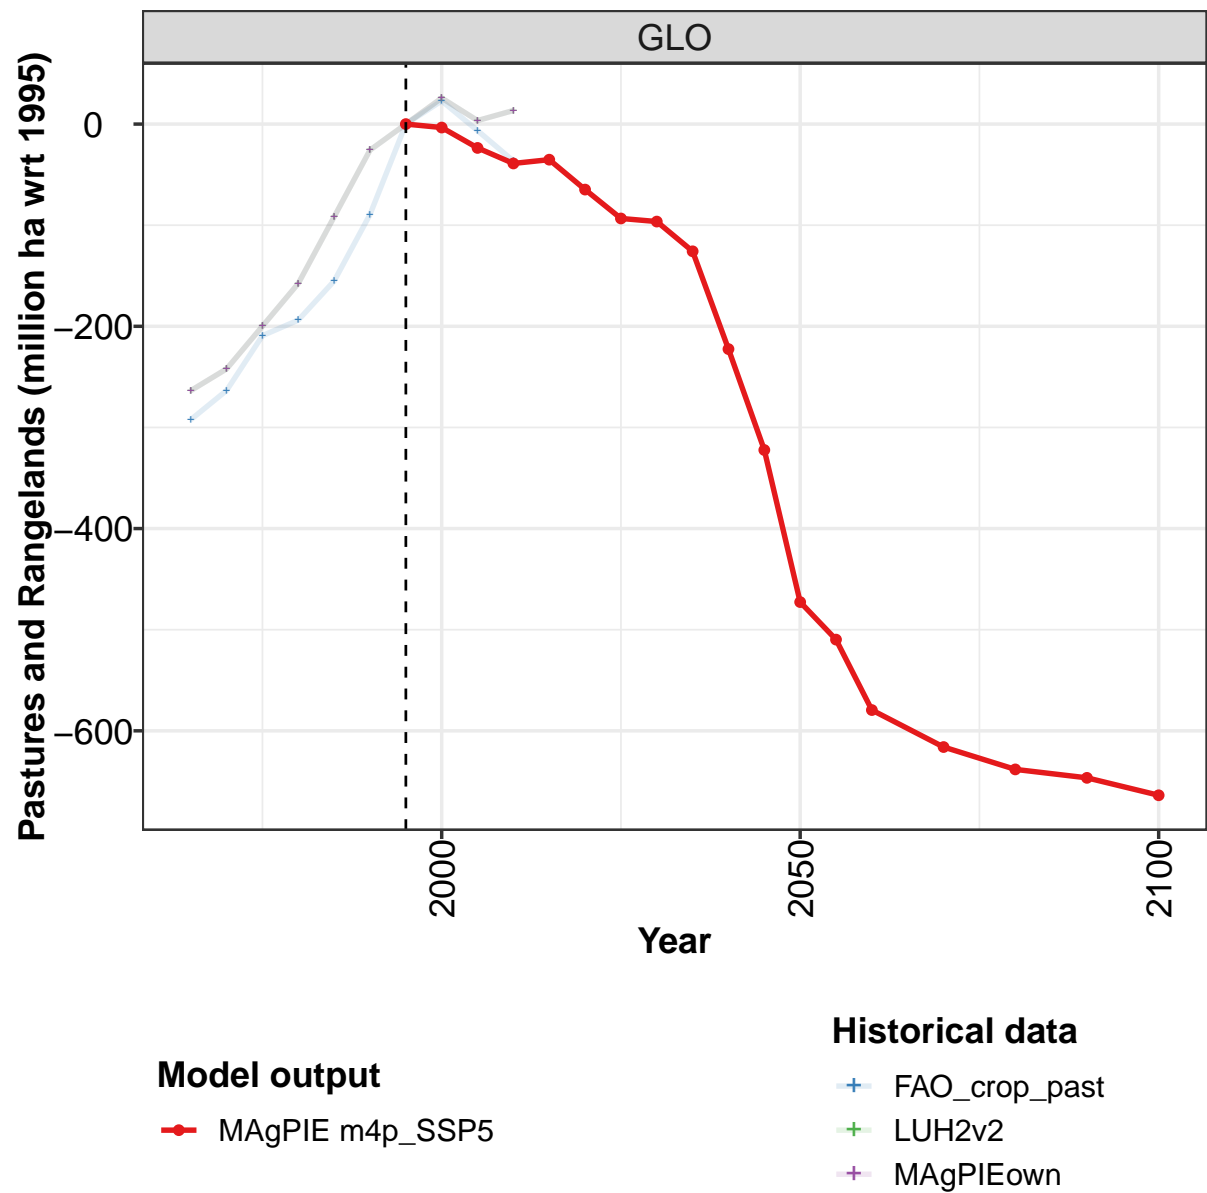 GLO
Pastures and Rangelands (million ha wrt 1995)
0
−200
−400
−600
2000
2050
2100
Year
Model output
MAgPIE m4p_SSP5
Historical data
FAO_crop_past
LUH2v2
MAgPIEown